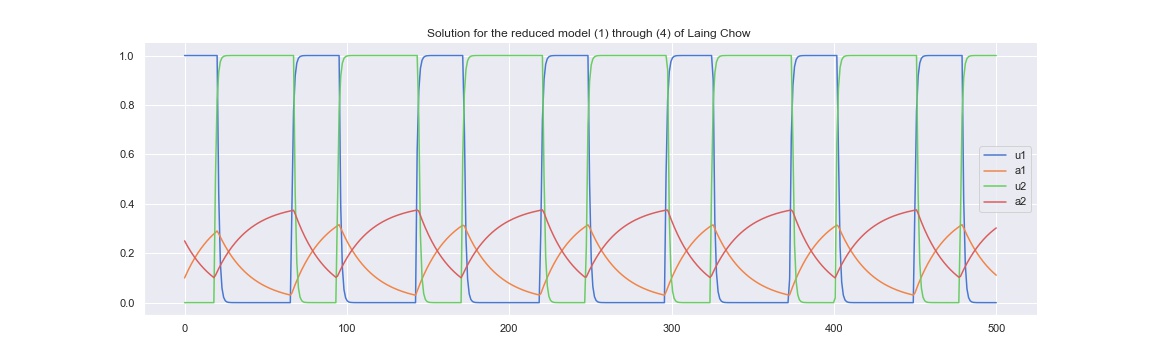 Solution for the reduced model (1) through (4) of Laing Chow
1.0
0.8
0.6
0.4
0.2
0.0
u1
a1
u2
a2
0 100 200 300 400 500